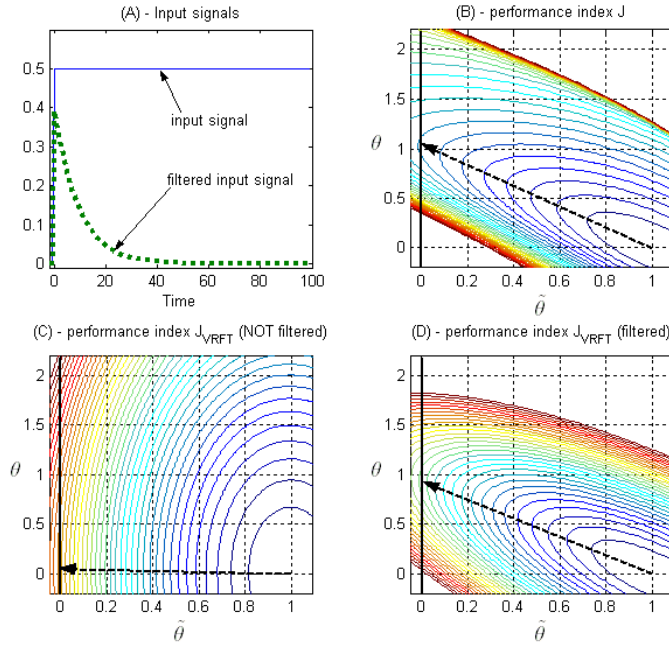 (A) - Input signals
0.5
0.4
0.3
0.2
0.1
0
input signal
filtered input signal
0 20 40 60 80 100
Time
(B) - performance index J
2
1.5
1
0.5
0
θ
0 0.2 0.4 0.6 0.8 1
θ̃
(C) - performance index J_VRFT (NOT filtered)
2
1.5
1
0.5
0
θ
0 0.2 0.4 0.6 0.8 1
θ̃
(D) - performance index J_VRFT (filtered)
2
1.5
1
0.5
0
θ
0 0.2 0.4 0.6 0.8 1
θ̃